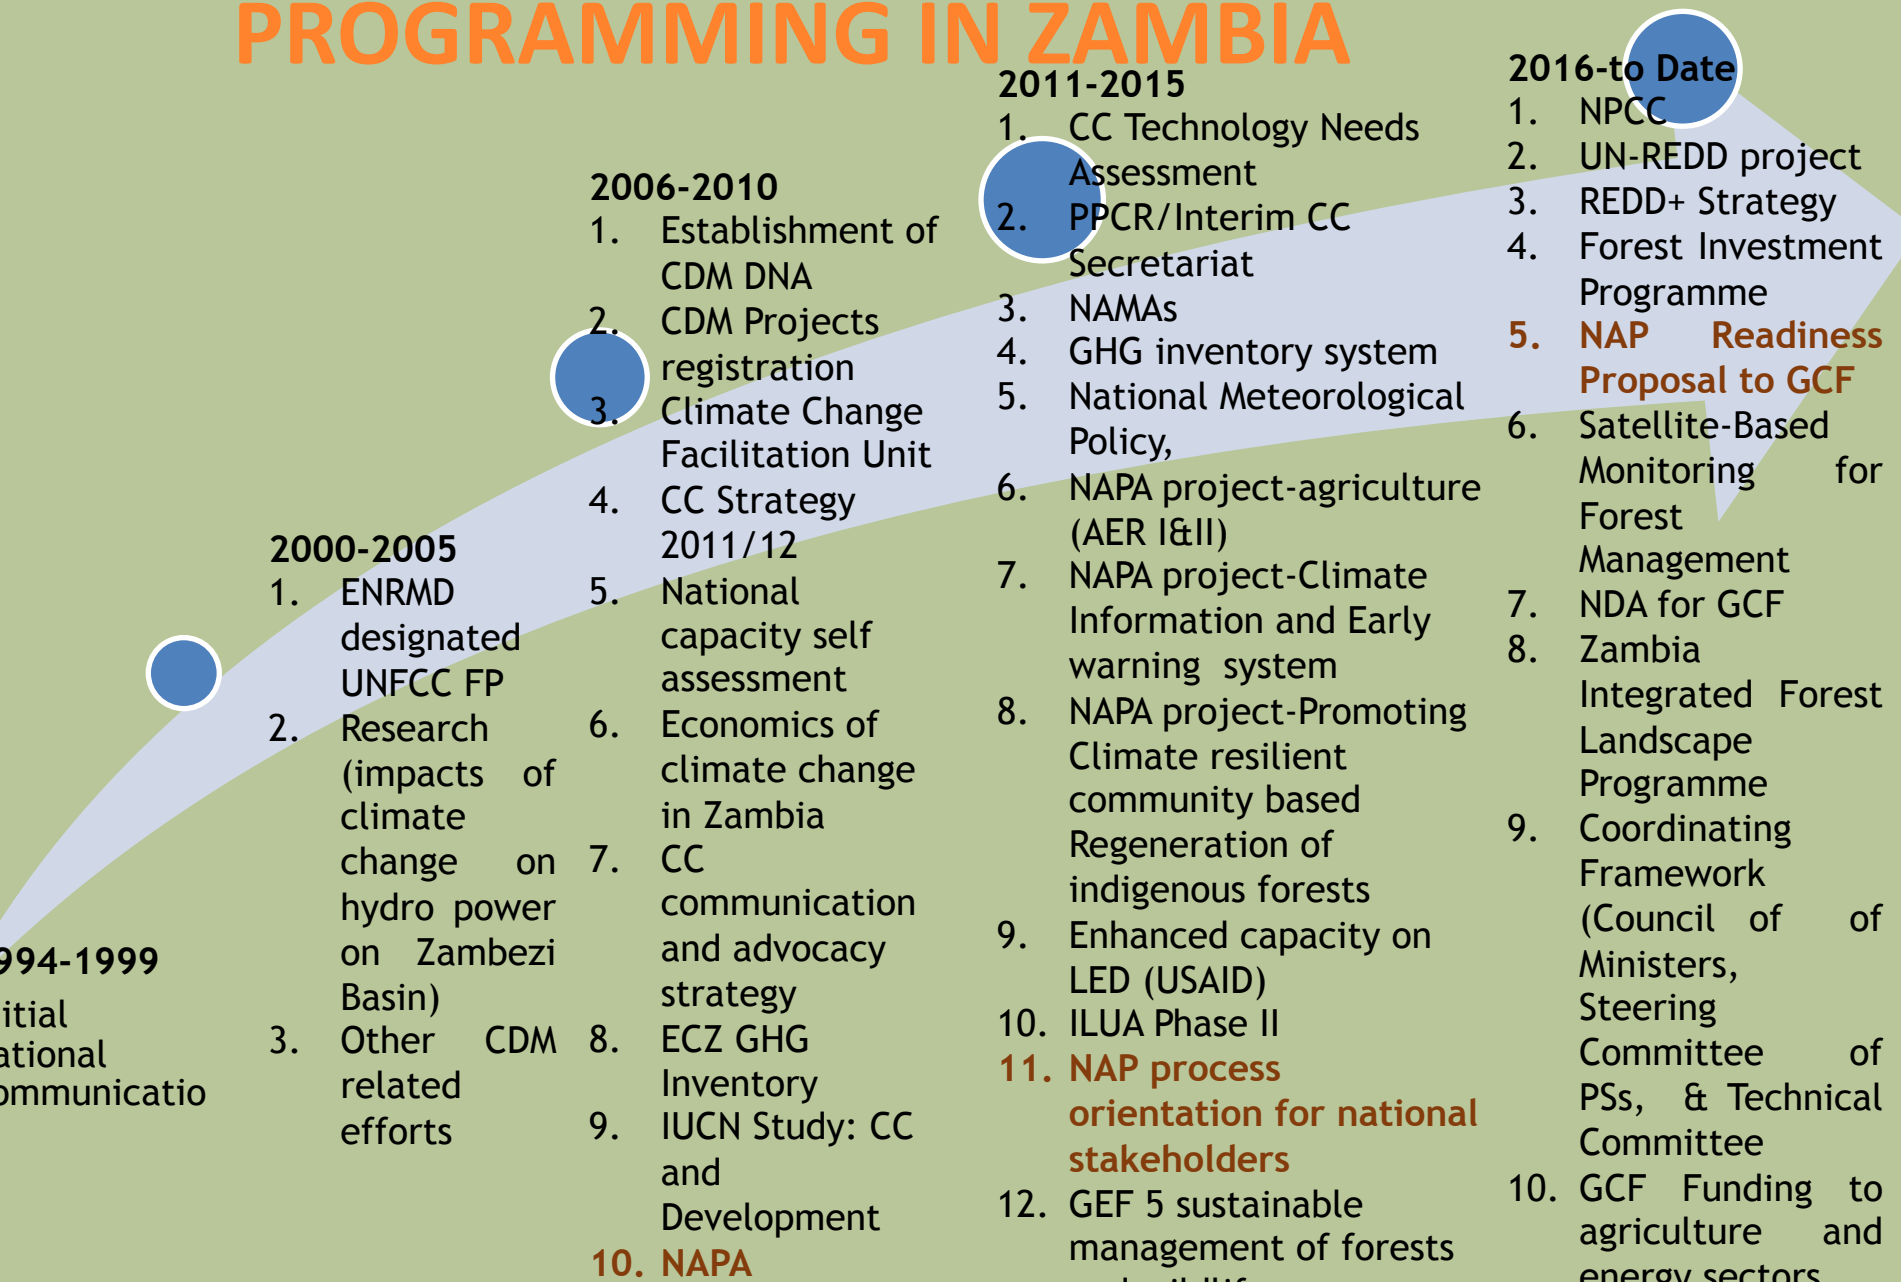 PROGRAMMING IN ZAMBIA
994-1999
itial
ational
ommunicatio
2000-2005
1. ENRMD
designated
UNFCC FP
2. Research
(impacts of
climate
change on
hydro power
on Zambezi
Basin)
3. Other CDM
related
efforts
2006-2010
1. Establishment of
CDM DNA
2. CDM Projects
registration
3. Climate Change
Facilitation Unit
4. CC Strategy
2011/12
5. National
capacity self
assessment
6. Economics of
climate change
in Zambia
7. CC
communication
and advocacy
strategy
8. ECZ GHG
Inventory
9. IUCN Study: CC
and
Development
10. NAPA
2011-2015
1. CC Technology Needs
Assessment
2. PPCR/Interim CC
Secretariat
3. NAMAs
4. GHG inventory system
5. National Meteorological
Policy,
6. NAPA project-agriculture
(AER I&II)
7. NAPA project-Climate
Information and Early
warning system
8. NAPA project-Promoting
Climate resilient
community based
Regeneration of
indigenous forests
9. Enhanced capacity on
LED (USAID)
10. ILUA Phase II
11. NAP process
orientation for national
stakeholders
12. GEF 5 sustainable
management of forests
2016-to Date
1. NPCC
2. UN-REDD project
3. REDD+ Strategy
4. Forest Investment
Programme
5. NAP Readiness
Proposal to GCF
6. Satellite-Based
Monitoring for
Forest
Management
7. NDA for GCF
8. Zambia
Integrated Forest
Landscape
Programme
9. Coordinating
Framework
(Council of of
Ministers,
Steering
Committee of
PSs, & Technical
Committee
10. GCF Funding to
agriculture and
energy sectors